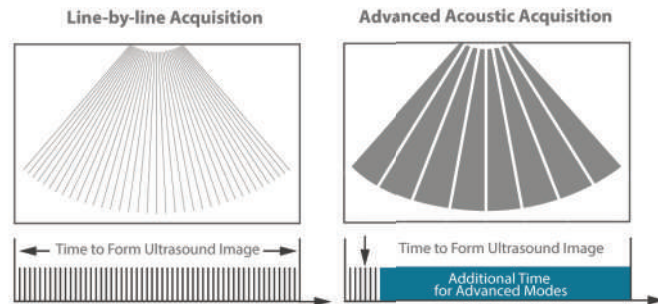 Line-by-line Acquisition
Advanced Acoustic Acquisition
Time to Form Ultrasound Image
Time to Form Ultrasound Image
Additional Time
for Advanced Modes